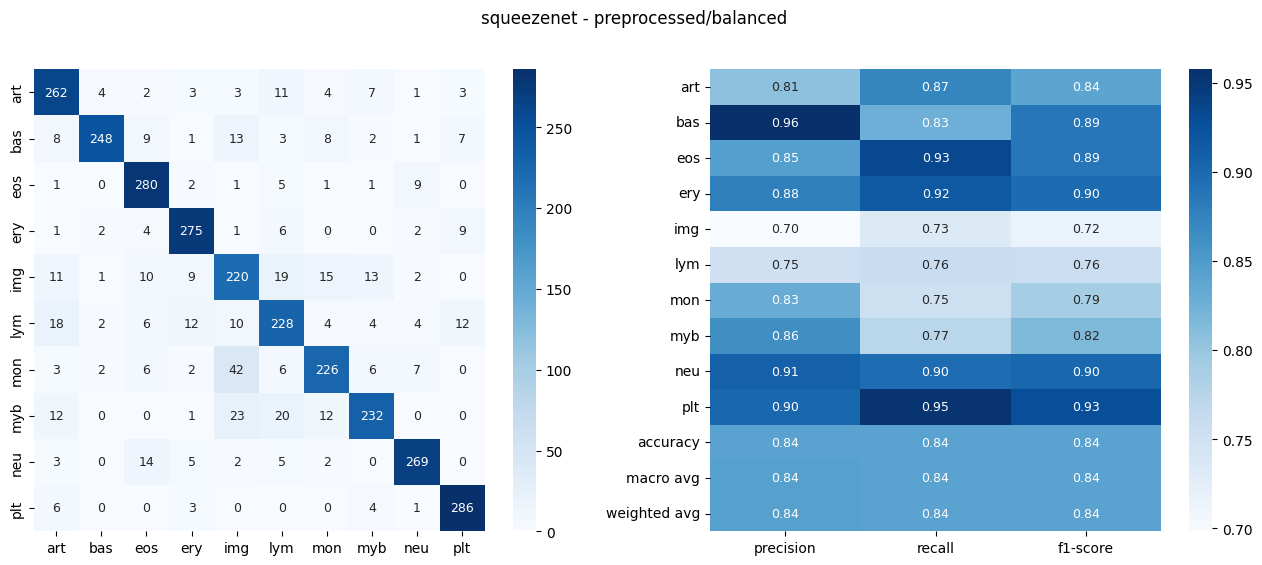 squeezenet - preprocessed/balanced
art 262 4 2 3 3 11 4 7 1 3
bas 8 248 9 1 13 3 8 2 1 7
eos 1 0 280 2 1 5 1 1 9 0
ery 1 2 4 275 1 6 0 0 2 9
img 11 1 10 9 220 19 15 13 2 0
lym 18 2 6 12 10 228 4 4 4 12
mon 3 2 6 2 42 6 226 6 7 0
myb 12 0 0 1 23 20 12 232 0 0
neu 3 0 14 5 2 5 2 0 269 0
plt 6 0 0 3 0 0 0 4 1 286
art bas eos ery img lym mon myb neu plt
250
200
150
100
50
0
art 0.81 0.87 0.84
bas 0.96 0.83 0.89
eos 0.85 0.93 0.89
ery 0.88 0.92 0.90
img 0.70 0.73 0.72
lym 0.75 0.76 0.76
mon 0.83 0.75 0.79
myb 0.86 0.77 0.82
neu 0.91 0.90 0.90
plt 0.90 0.95 0.93
accuracy 0.84 0.84 0.84
macro avg 0.84 0.84 0.84
weighted avg 0.84 0.84 0.84
precision recall f1-score
0.95
0.90
0.85
0.80
0.75
0.70